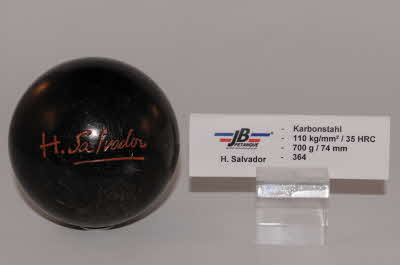 H. Salvador
JB
PETANQUE
H. Salvador
- Karbonstahl
- 110 kg/mm² / 35 HRC
- 700 g / 74 mm
- 364